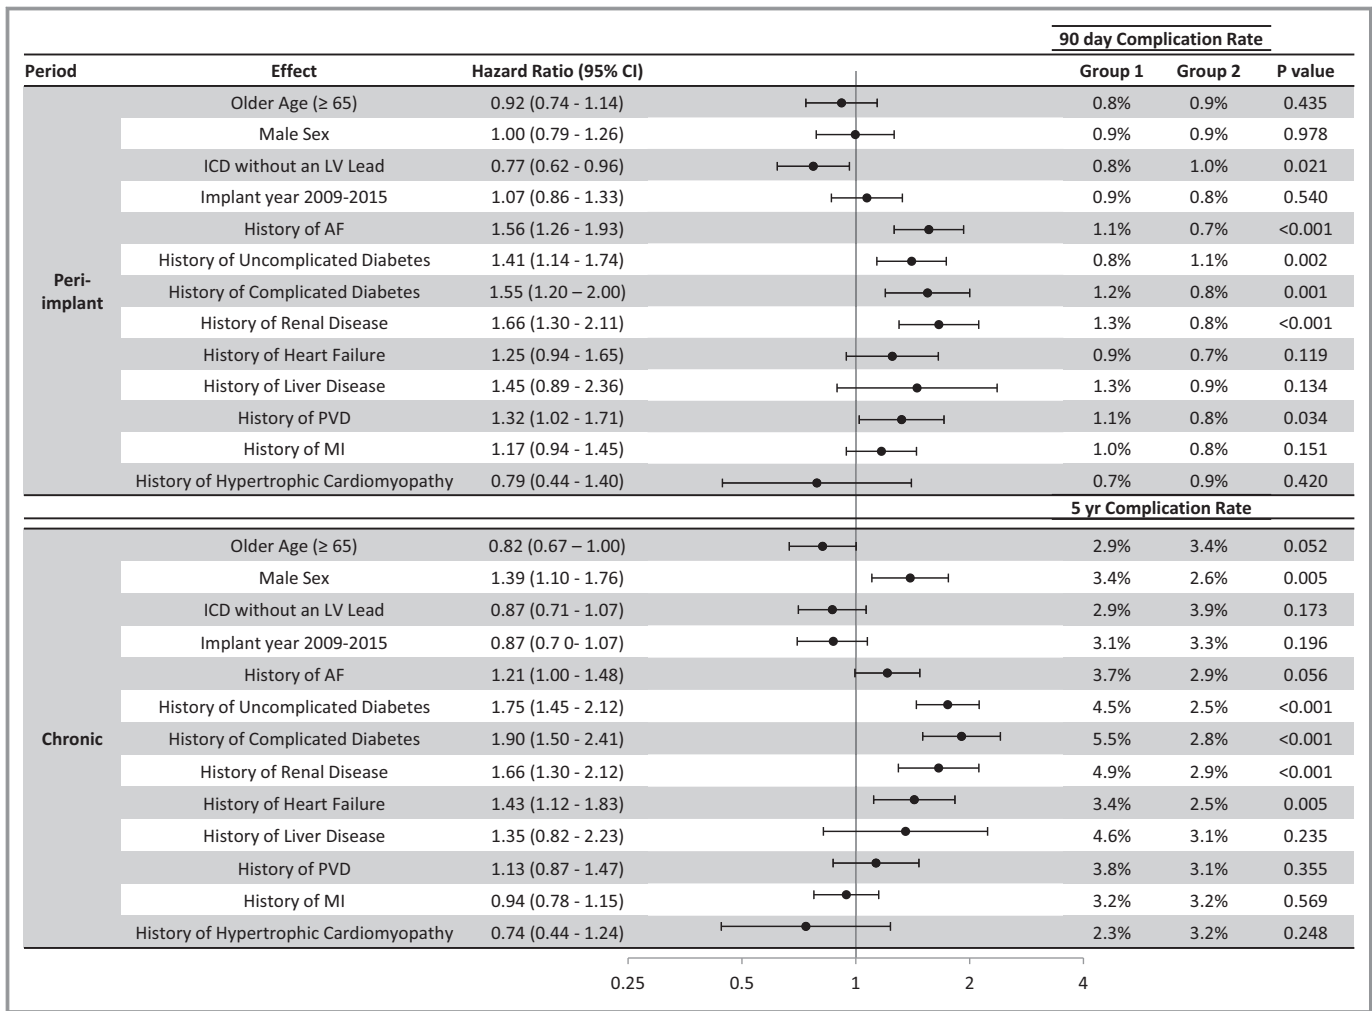 90 day Complication Rate
Period Effect Hazard Ratio (95% CI) Group 1 Group 2 P value
Older Age (≥ 65) 0.92 (0.74 - 1.14) 0.8% 0.9% 0.435
Male Sex 1.00 (0.79 - 1.26) 0.9% 0.9% 0.978
ICD without an LV Lead 0.77 (0.62 - 0.96) 0.8% 1.0% 0.021
Implant year 2009-2015 1.07 (0.86 - 1.33) 0.9% 0.8% 0.540
History of AF 1.56 (1.26 - 1.93) 1.1% 0.7% <0.001
History of Uncomplicated Diabetes 1.41 (1.14 - 1.74) 0.8% 1.1% 0.002
Peri-
implant
History of Complicated Diabetes 1.55 (1.20 – 2.00) 1.2% 0.8% 0.001
History of Renal Disease 1.66 (1.30 - 2.11) 1.3% 0.8% <0.001
History of Heart Failure 1.25 (0.94 - 1.65) 0.9% 0.7% 0.119
History of Liver Disease 1.45 (0.89 - 2.36) 1.3% 0.9% 0.134
History of PVD 1.32 (1.02 - 1.71) 1.1% 0.8% 0.034
History of MI 1.17 (0.94 - 1.45) 1.0% 0.8% 0.151
History of Hypertrophic Cardiomyopathy 0.79 (0.44 - 1.40) 0.7% 0.9% 0.420
5 yr Complication Rate
Older Age (≥ 65) 0.82 (0.67 – 1.00) 2.9% 3.4% 0.052
Male Sex 1.39 (1.10 - 1.76) 3.4% 2.6% 0.005
ICD without an LV Lead 0.87 (0.71 - 1.07) 2.9% 3.9% 0.173
Implant year 2009-2015 0.87 (0.7 0- 1.07) 3.1% 3.3% 0.196
History of AF 1.21 (1.00 - 1.48) 3.7% 2.9% 0.056
History of Uncomplicated Diabetes 1.75 (1.45 - 2.12) 4.5% 2.5% <0.001
Chronic History of Complicated Diabetes 1.90 (1.50 - 2.41) 5.5% 2.8% <0.001
History of Renal Disease 1.66 (1.30 - 2.12) 4.9% 2.9% <0.001
History of Heart Failure 1.43 (1.12 - 1.83) 3.4% 2.5% 0.005
History of Liver Disease 1.35 (0.82 - 2.23) 4.6% 3.1% 0.235
History of PVD 1.13 (0.87 - 1.47) 3.8% 3.1% 0.355
History of MI 0.94 (0.78 - 1.15) 3.2% 3.2% 0.569
History of Hypertrophic Cardiomyopathy 0.74 (0.44 - 1.24) 2.3% 3.2% 0.248
0.25 0.5 1 2 4